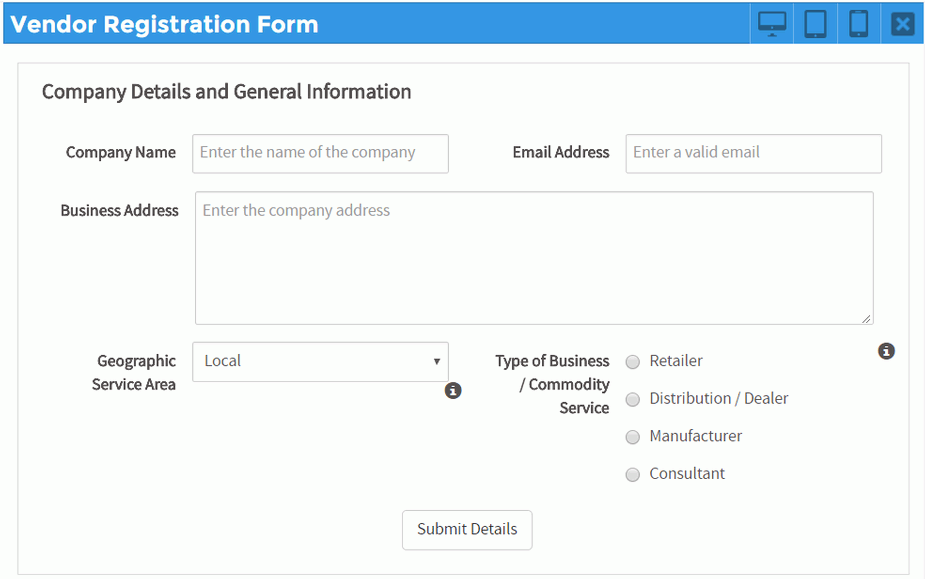 Vendor Registration Form
Company Details and General Information
Company Name
Enter the name of the company
Email Address
Enter a valid email
Business Address
Enter the company address
Geographic
Service Area
Local
Type of Business
/ Commodity
Service
Retailer
Distribution / Dealer
Manufacturer
Consultant
Submit Details